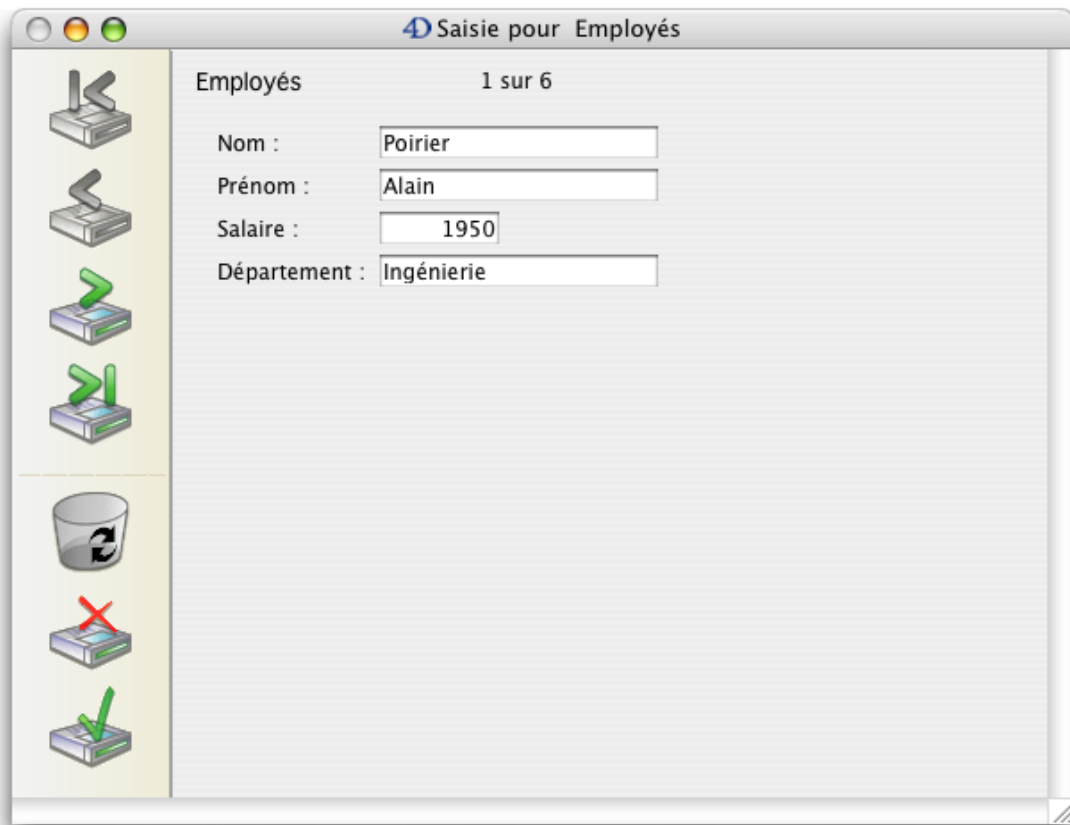 4D Saisie pour Employés
Employés 1 sur 6
Nom : Poirier
Prénom : Alain
Salaire : 1950
Département : Ingénierie